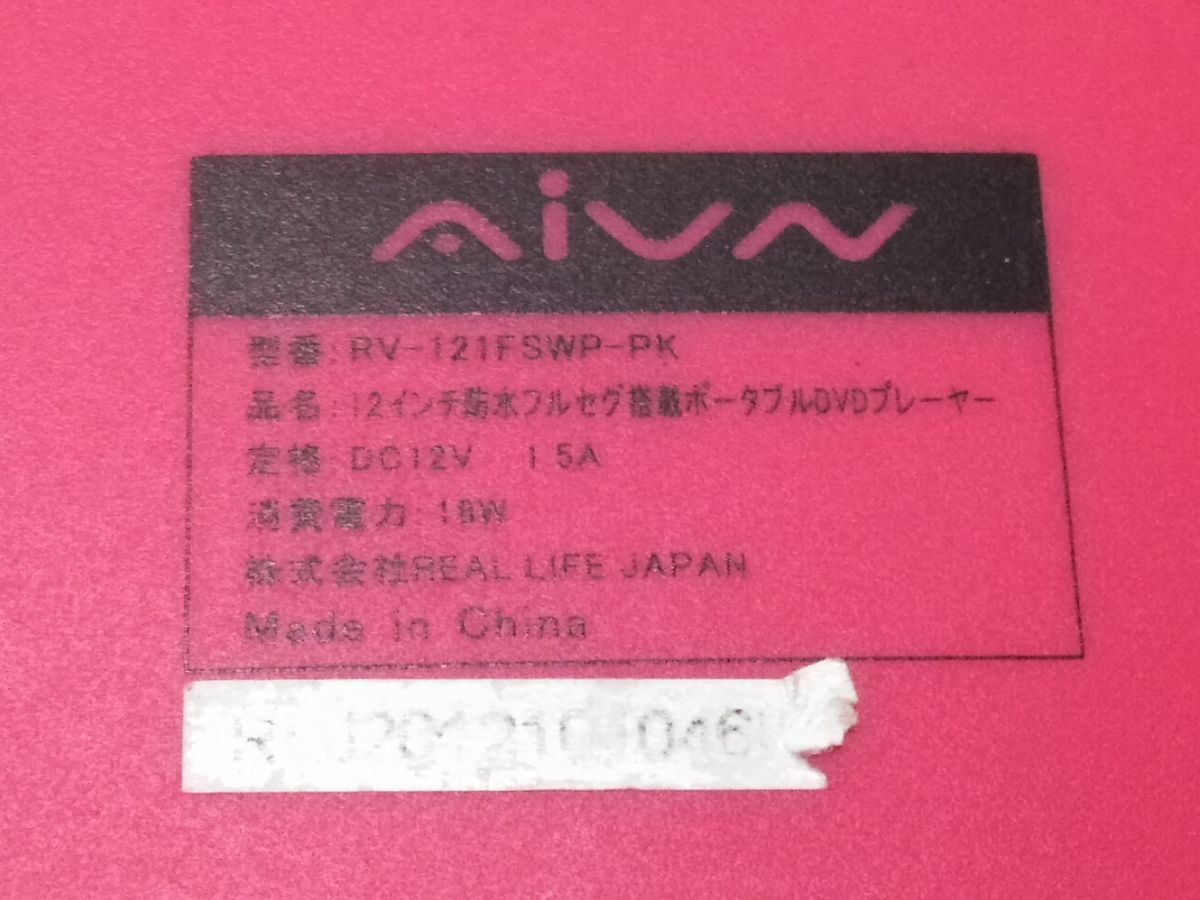 AiVN
型番: RV-121FSWP-PK
品名: 12インチ防水フルセグ搭載ポータブルDVDプレーヤー
定格: DC12V 1.5A
消費電力: 18W
株式会社REAL LIFE JAPAN
Made in China